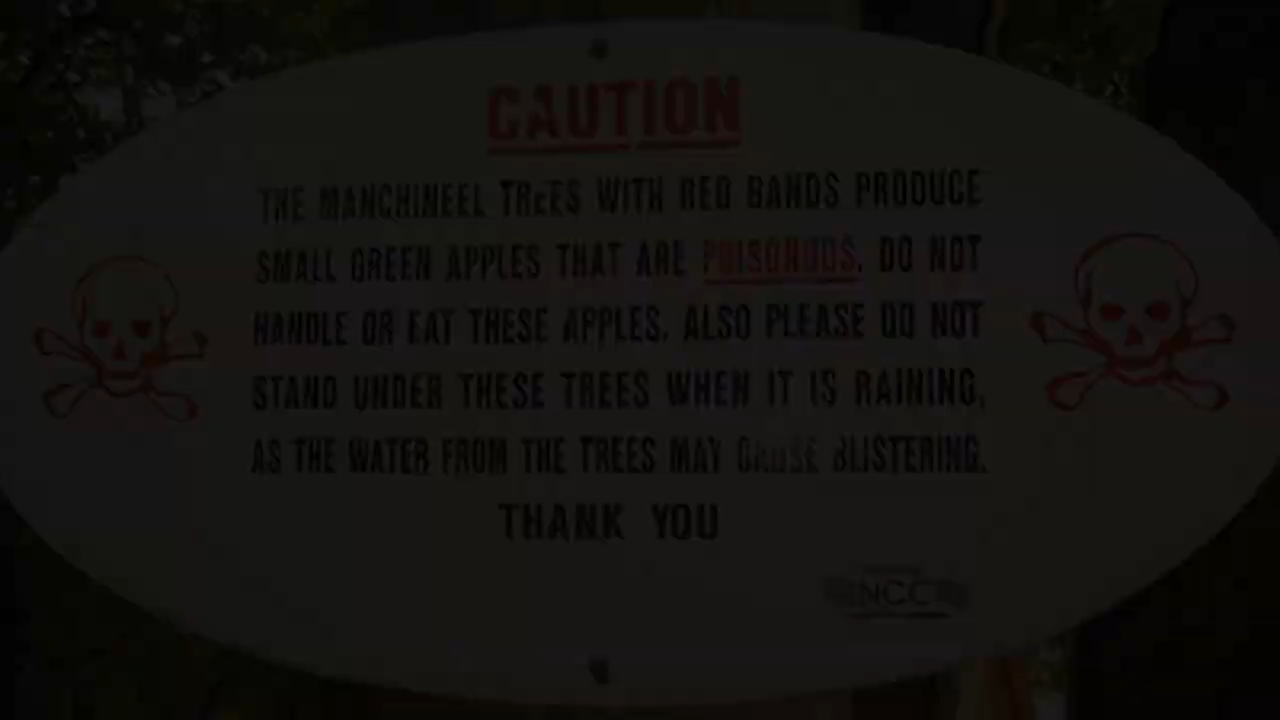 CAUTION
THE MANCHINEEL TREES WITH RED BANDS PRODUCE
SMALL GREEN APPLES THAT ARE POISONOUS. DO NOT
HANDLE OR EAT THESE APPLES. ALSO PLEASE DO NOT
STAND UNDER THESE TREES WHEN IT IS RAINING,
AS THE WATER FROM THE TREES MAY CAUSE BLISTERING.
THANK YOU
NCC